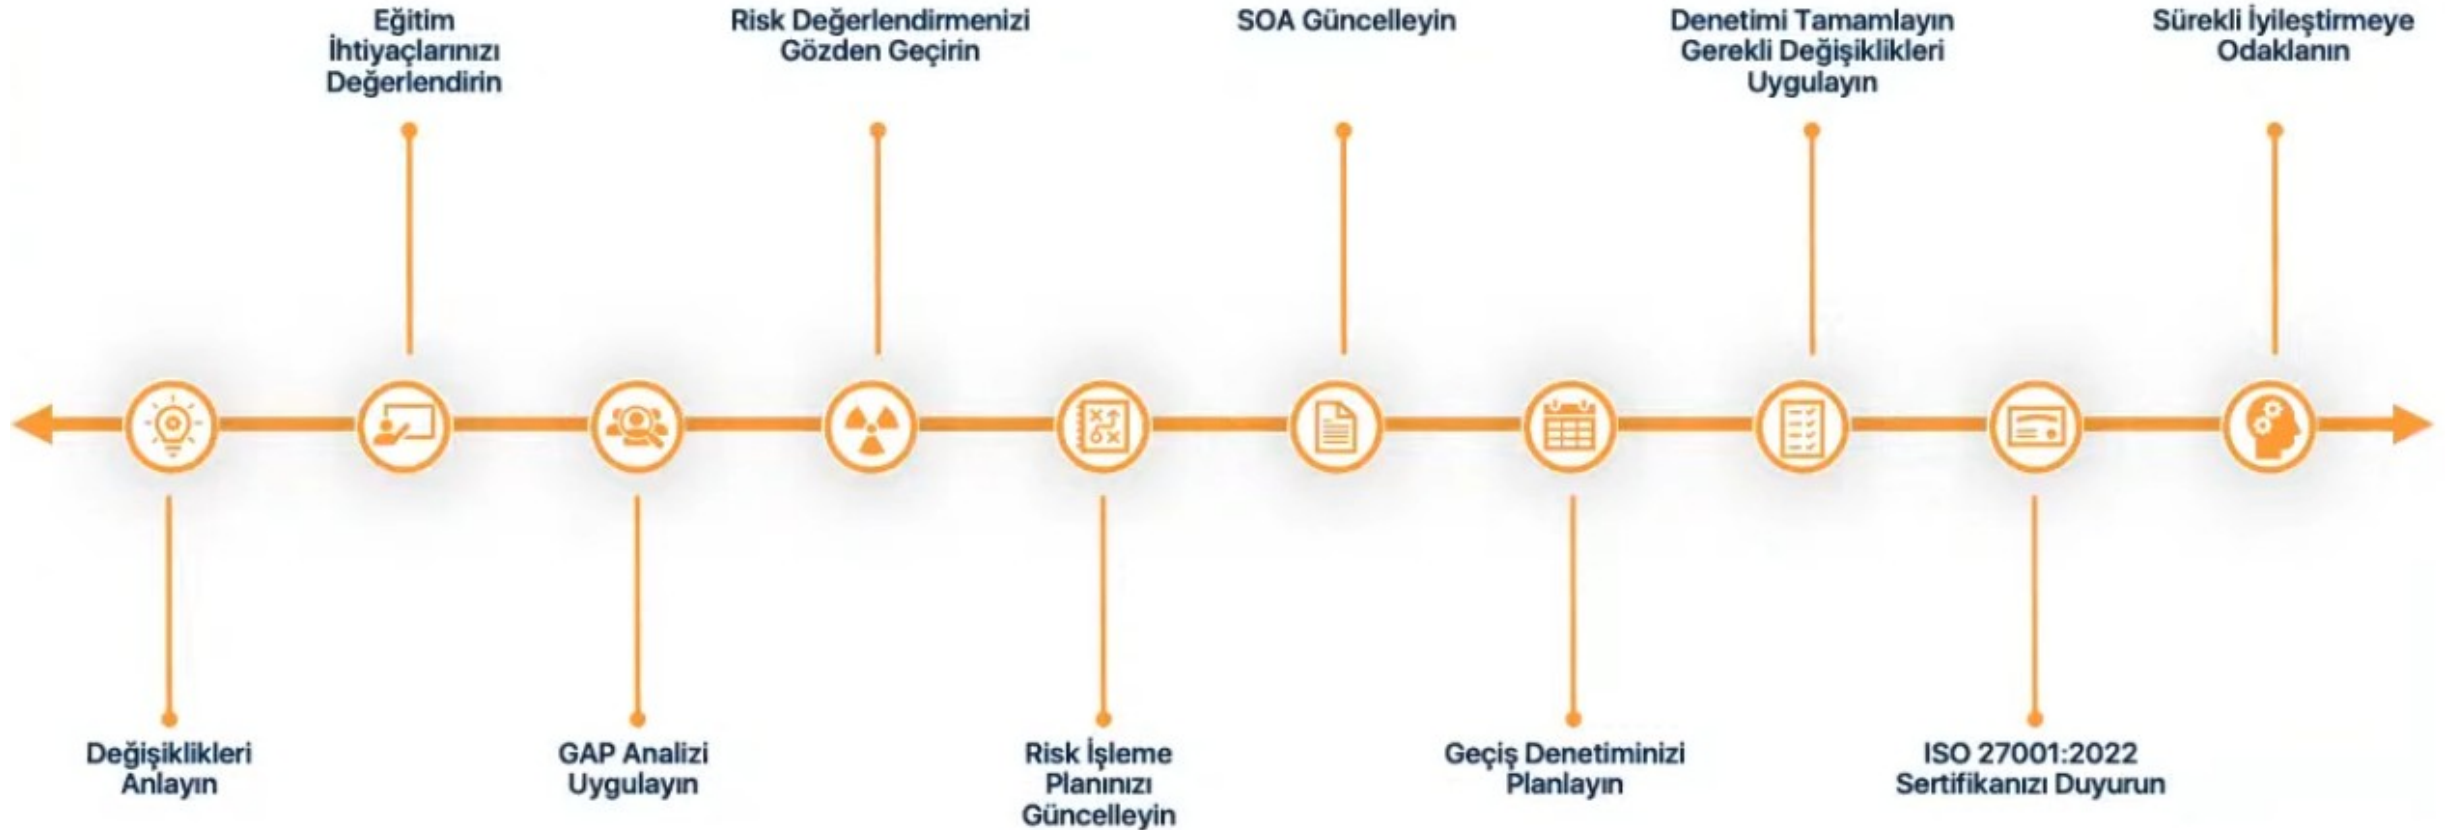 Eğitim
İhtiyaçlarınızı
Değerlendirin
Risk Değerlendirmenizi
Gözden Geçirin
SOA Güncelleyin
Denetimi Tamamlayın
Gerekli Değişiklikleri
Uygulayın
Sürekli İyileştirmeye
Odaklanın
Değişiklikleri
Anlayın
GAP Analizi
Uygulayın
Risk İşleme
Planınızı
Güncelleyin
Geçiş Denetiminizi
Planlayın
ISO 27001:2022
Sertifikanızı Duyurun